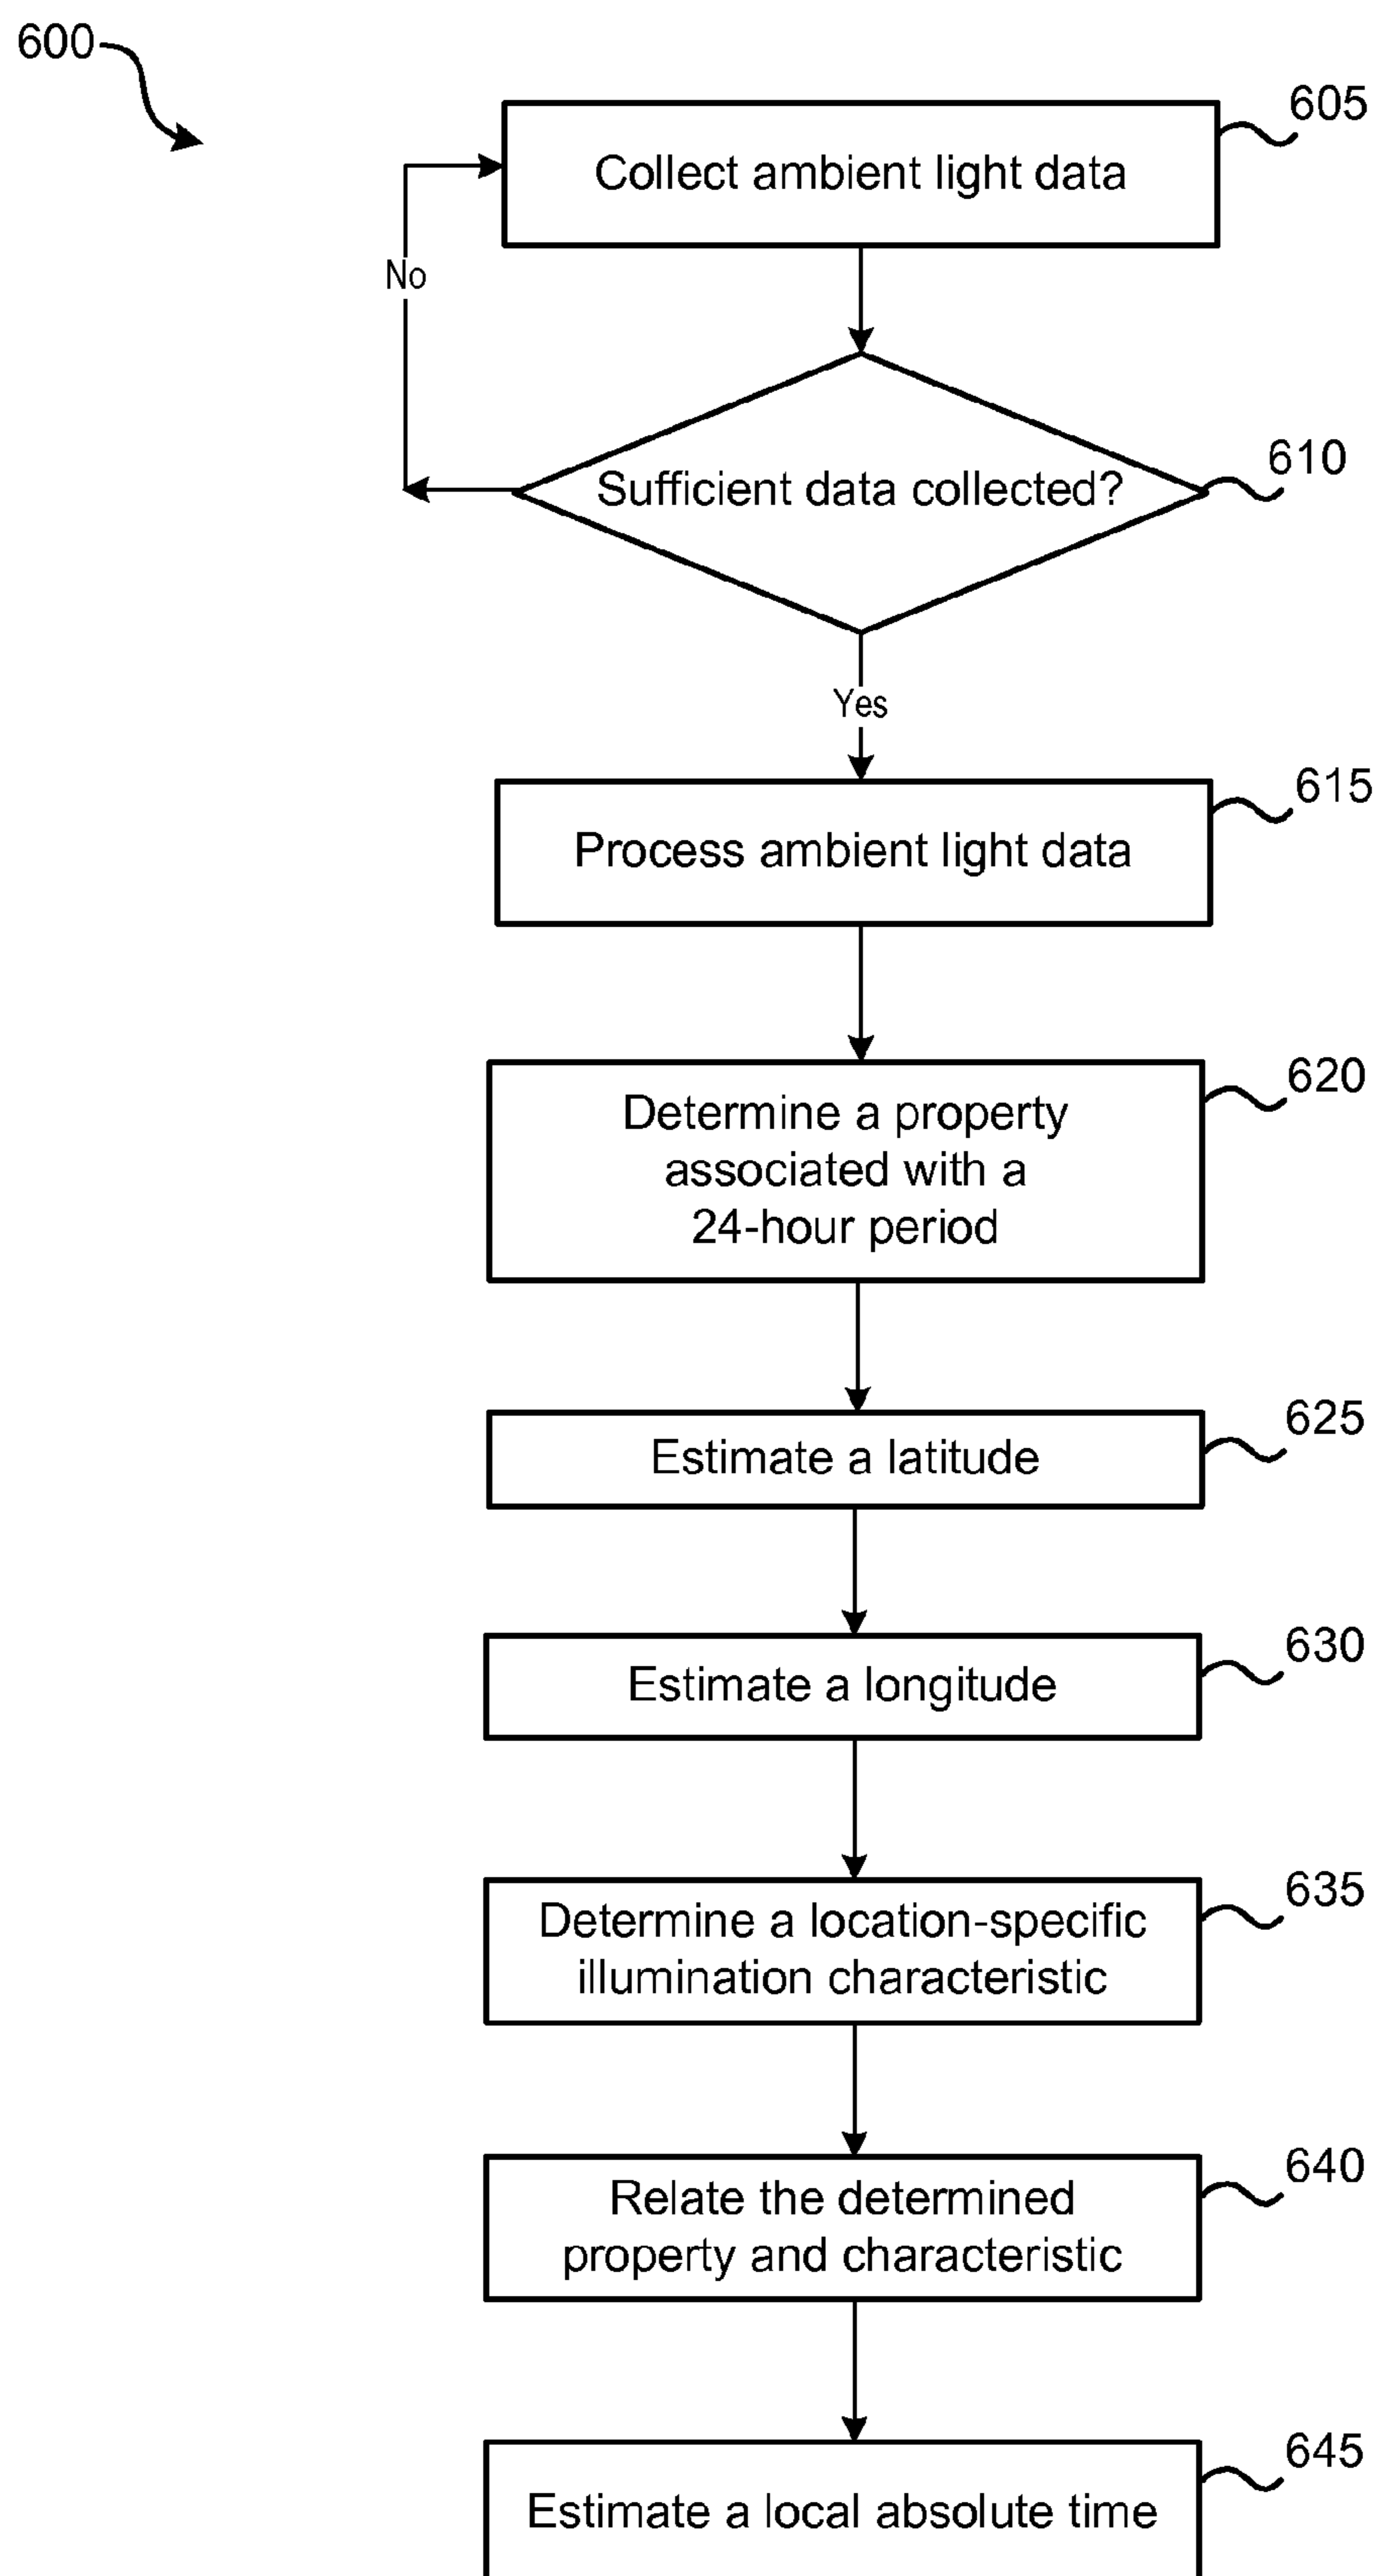 600
605
Collect ambient light data
No
610
Sufficient data collected?
Yes
615
Process ambient light data
620
Determine a property
associated with a
24-hour period
625
Estimate a latitude
630
Estimate a longitude
635
Determine a location-specific
illumination characteristic
640
Relate the determined
property and characteristic
645
Estimate a local absolute time